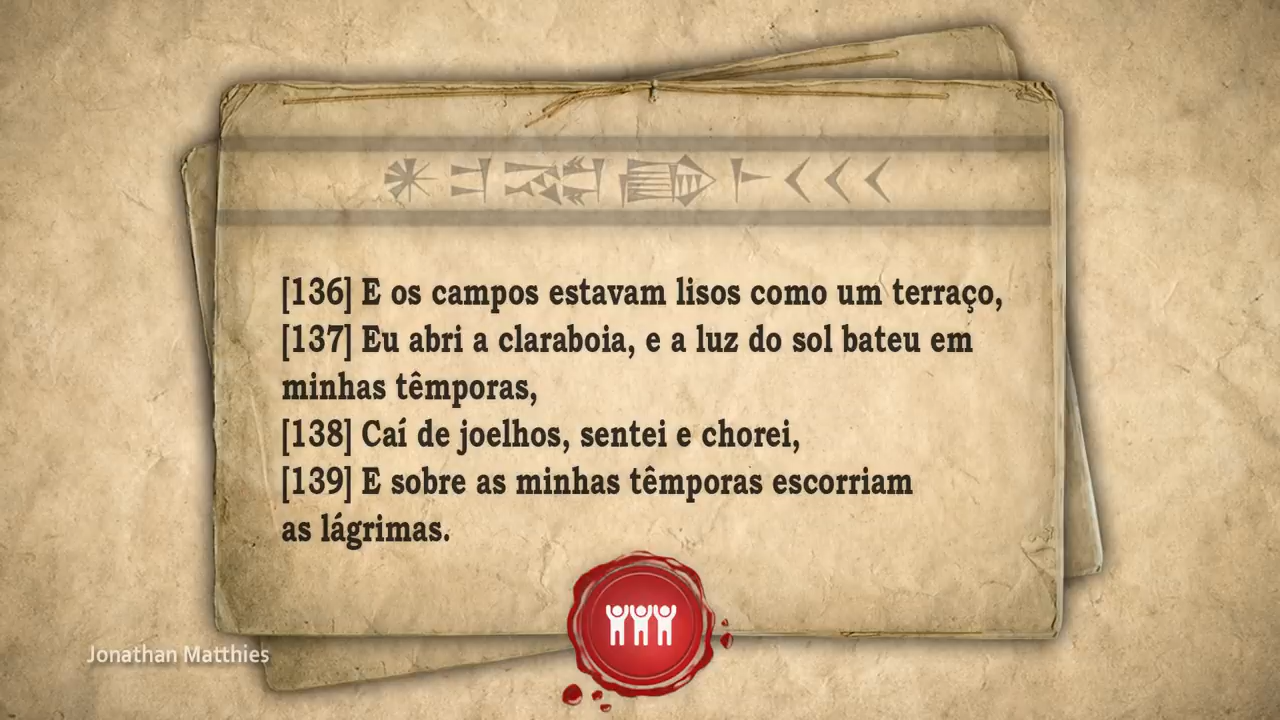 [136] E os campos estavam lisos como um terraço,
[137] Eu abri a claraboia, e a luz do sol bateu em
minhas têmporas,
[138] Caí de joelhos, sentei e chorei,
[139] E sobre as minhas têmporas escorriam
as lágrimas.
Jonathan Matthies